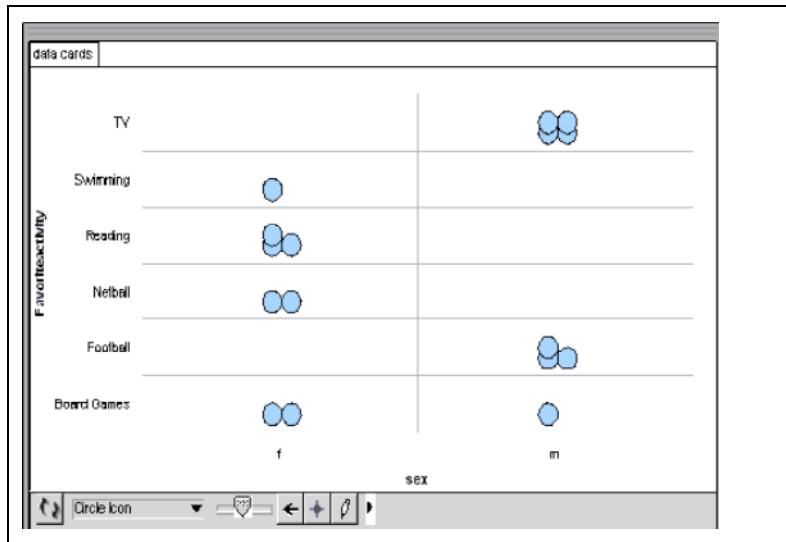 data cards
TV
Swimming
Reading
Netball
Football
Board Games
Favoriteactivity
f
m
sex
Circle Icon